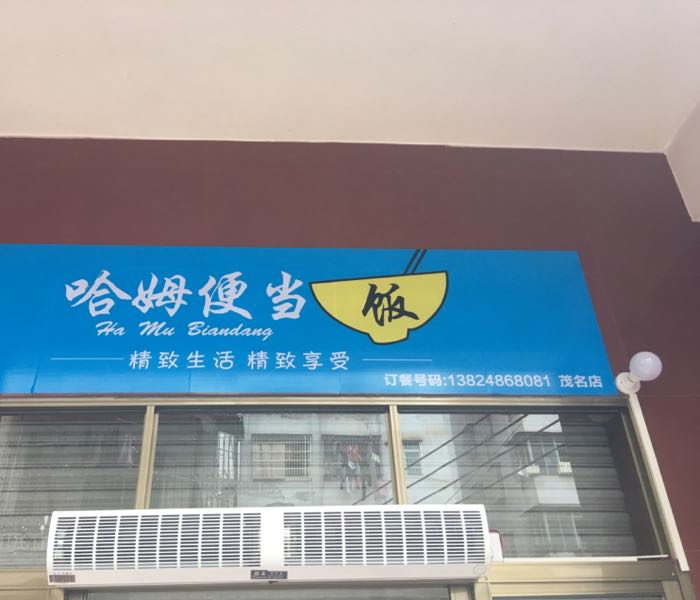 哈姆便当
饭
Ha Mu Biandang
精致生活 精致享受
订餐号码:13824868081 茂名店